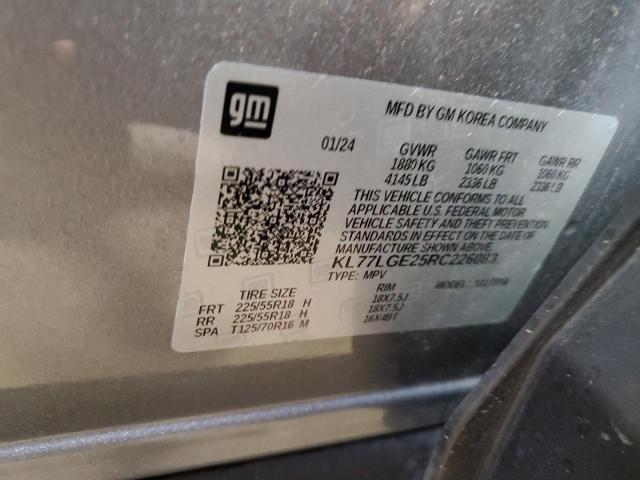 gm
MFD BY GM KOREA COMPANY
01/24 GVWR GAWR FRT GAWR RR
1880 KG 1060 KG 1060 KG
4145 LB 2336 LB 2336 LB
THIS VEHICLE CONFORMS TO ALL
APPLICABLE U.S. FEDERAL MOTOR
VEHICLE SAFETY AND THEFT PREVENTION
STANDARDS IN EFFECT ON THE DATE OF
MANUFACTURE SHOWN ABOVE.
KL77LGE25RC226083
TYPE: MPV MODEL:
TIRE SIZE RIM
FRT 225/55R18 H 18X7.5J
RR 225/55R18 H 18X7.5J
SPA T125/70R16 M 16X4BT